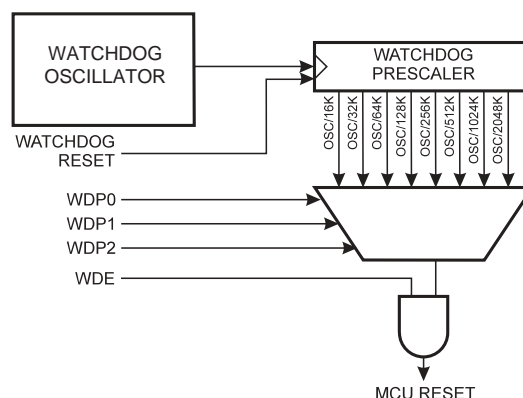 WATCHDOG
OSCILLATOR
WATCHDOG
PRESCALER
WATCHDOG
RESET
OSC/16K
OSC/32K
OSC/64K
OSC/128K
OSC/256K
OSC/512K
OSC/1024K
OSC/2048K
WDP0
WDP1
WDP2
WDE
MCU RESET